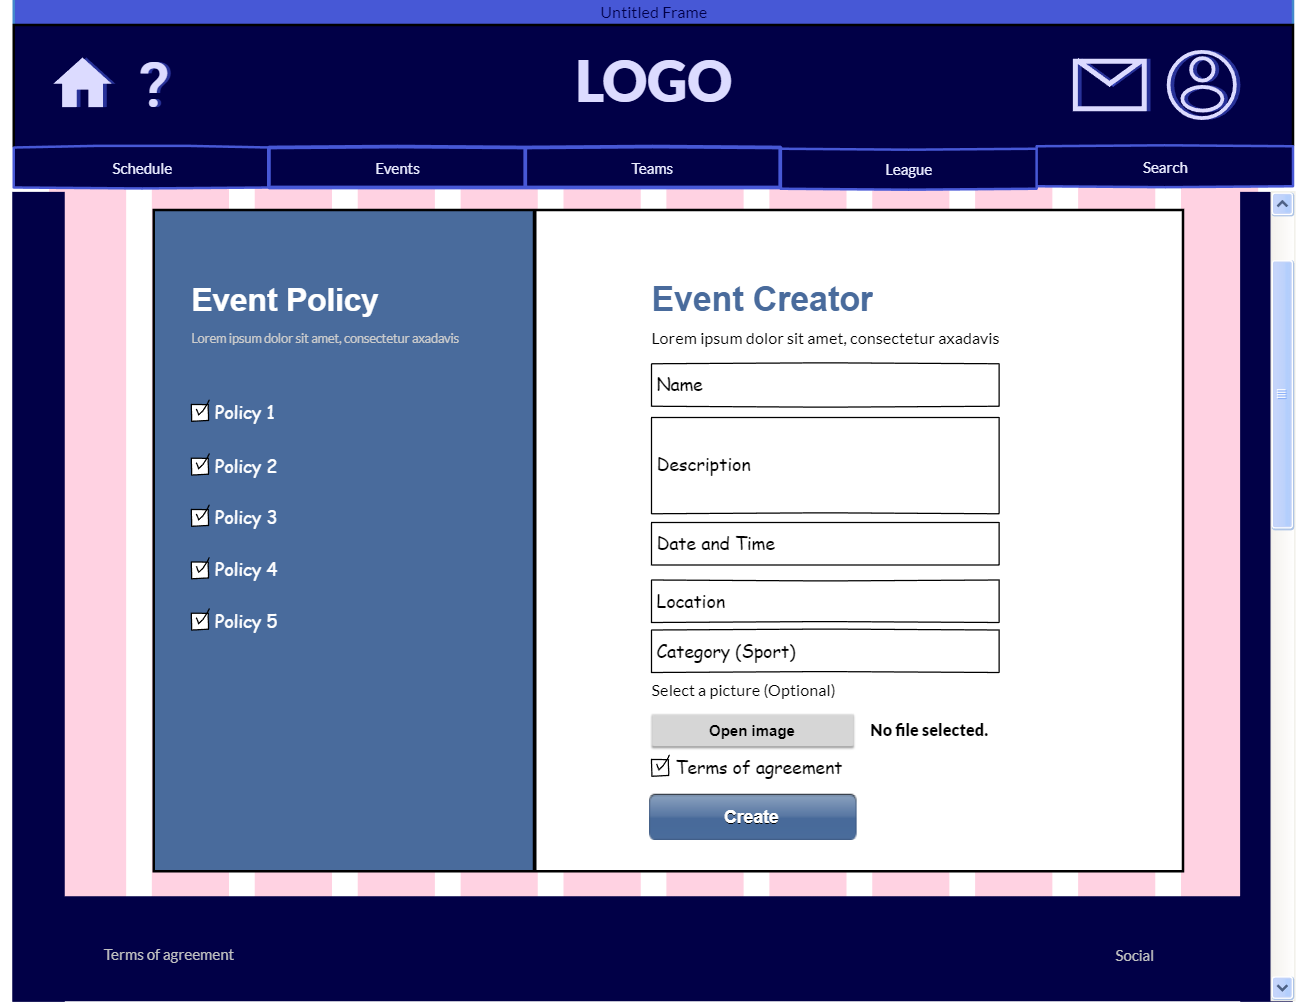 Untitled Frame
?
LOGO
Schedule
Events
Teams
League
Search
Event Policy
Lorem ipsum dolor sit amet, consectetur axadavis
Policy 1
Policy 2
Policy 3
Policy 4
Policy 5
Event Creator
Lorem ipsum dolor sit amet, consectetur axadavis
Name
Description
Date and Time
Location
Category (Sport)
Select a picture (Optional)
Open image
No file selected.
Terms of agreement
Create
Terms of agreement
Social